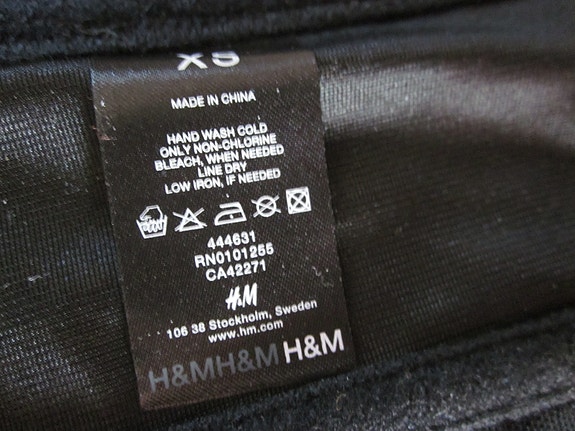 XS
MADE IN CHINA
HAND WASH COLD
ONLY NON-CHLORINE
BLEACH, WHEN NEEDED
LINE DRY
LOW IRON, IF NEEDED
444631
RN0101255
CA42271
H&M
106 38 Stockholm, Sweden
www.hm.com
H&MH&MH&M